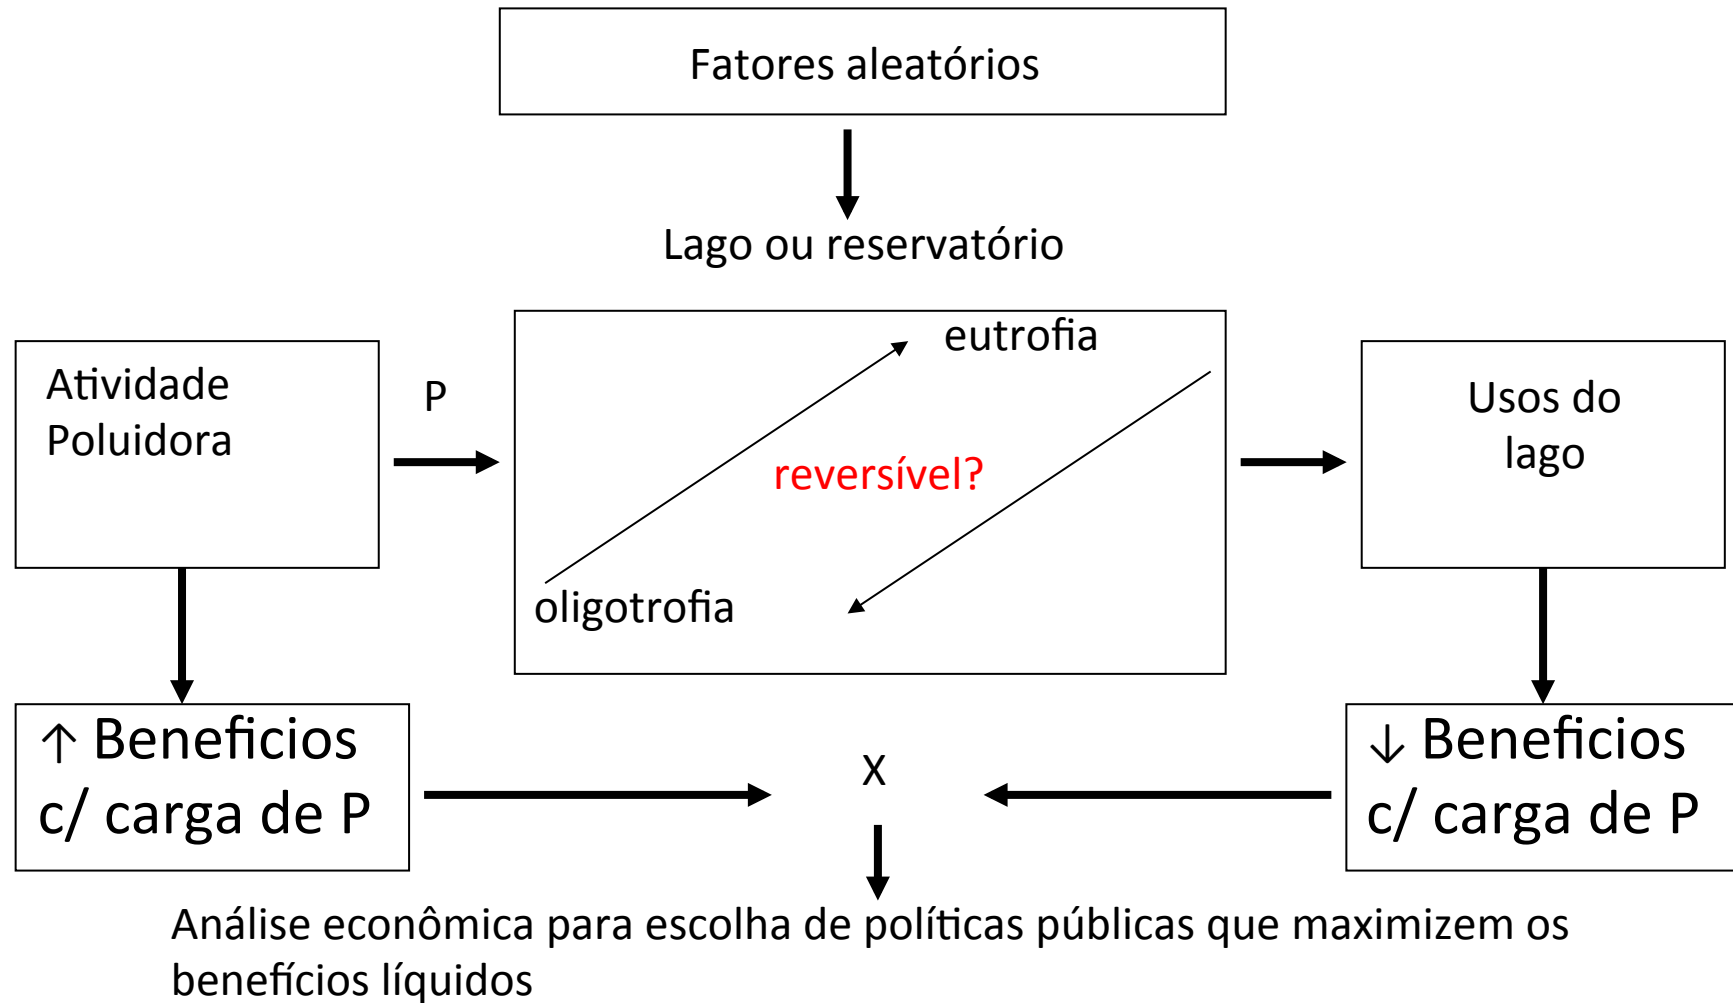 Fatores aleatórios
Lago ou reservatório
Atividade
Poluidora
P
eutrofia
reversível?
oligotrofia
Usos do
lago
↑ Beneficios
c/ carga de P
X
↓ Beneficios
c/ carga de P
Análise econômica para escolha de políticas públicas que maximizem os
benefícios líquidos